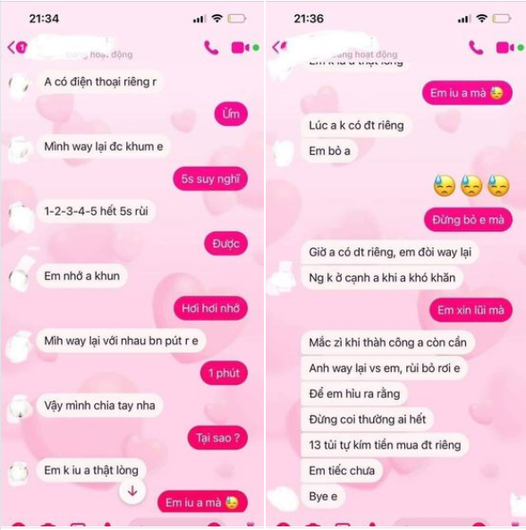 21:34
1
Đang hoạt động
A có điện thoại riêng r
Ừm
Mình way lại đc khum e
5s suy nghĩ
1-2-3-4-5 hết 5s rùi
Được
Em nhớ a khun
Hơi hơi nhớ
Mìh way lại với nhau bn pút r e
1 phút
Vậy mình chia tay nha
Tại sao ?
Em k iu a thật lòng
Em iu a mà 😓
21:36
Đang hoạt động
Em k iu a thật lòng
Em iu a mà 😓
Lúc a k có đt riêng
Em bỏ a
😓😓😓
Đừng bỏ e mà
Giờ a có dt riêng, em đòi way lại
Ng k ở cạnh a khi a khó khăn
Em xin lũi mà
Mắc zì khi thàh công a còn cần
Anh way lại vs em, rùi bỏ rơi e
Để em hỉu ra rằng
Đừng coi thường ai hết
13 tủi tự kím tiền mua đt riêng
Em tiếc chưa
Bye e